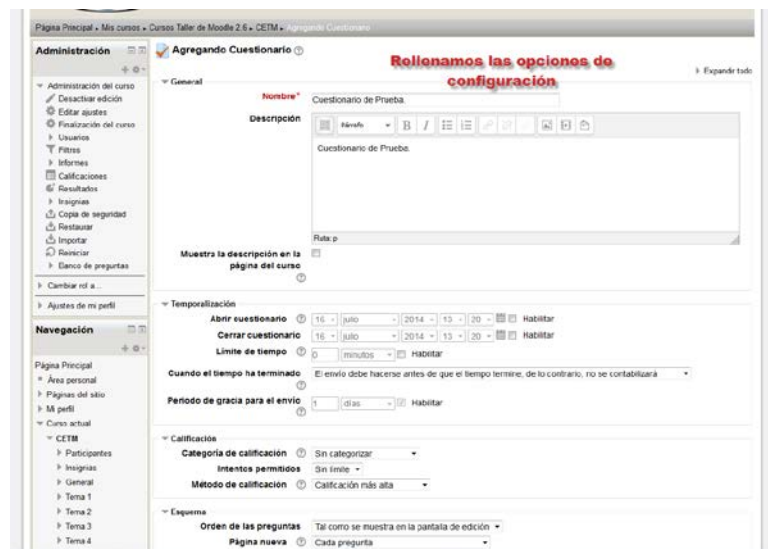 Página Principal ▸ Mis cursos ▸ Cursos Taller de Moodle 2.6 ▸ CETM ▸ Agregando Cuestionario
Administración
Administración del curso
Desactivar edición
Editar ajustes
Finalización del curso
Usuarios
Filtros
Informes
Calificaciones
Resultados
Insignias
Copia de seguridad
Restaurar
Importar
Reiniciar
Banco de preguntas
Cambiar rol a...
Ajustes de mi perfil
Navegación
Página Principal
Área personal
Páginas del sitio
Mi perfil
Curso actual
CETM
Participantes
Insignias
General
Tema 1
Tema 2
Tema 3
Tema 4
Agregando Cuestionario
Rellenamos las opciones de
configuración
Expandir todo
General
Nombre* Cuestionario de Prueba.
Descripción
Párrafo
Cuestionario de Prueba.
Ruta: p
Muestra la descripción en la
página del curso
Temporalización
Abrir cuestionario 16 julio 2014 13 20 Habilitar
Cerrar cuestionario 16 julio 2014 13 20 Habilitar
Límite de tiempo 0 minutos Habilitar
Cuando el tiempo ha terminado El envío debe hacerse antes de que el tiempo termine, de lo contrario, no se contabilizará
Periodo de gracia para el envío 1 días Habilitar
Calificación
Categoría de calificación Sin categorizar
Intentos permitidos Sin límite
Método de calificación Calificación más alta
Esquema
Orden de las preguntas Tal como se muestra en la pantalla de edición
Página nueva Cada pregunta